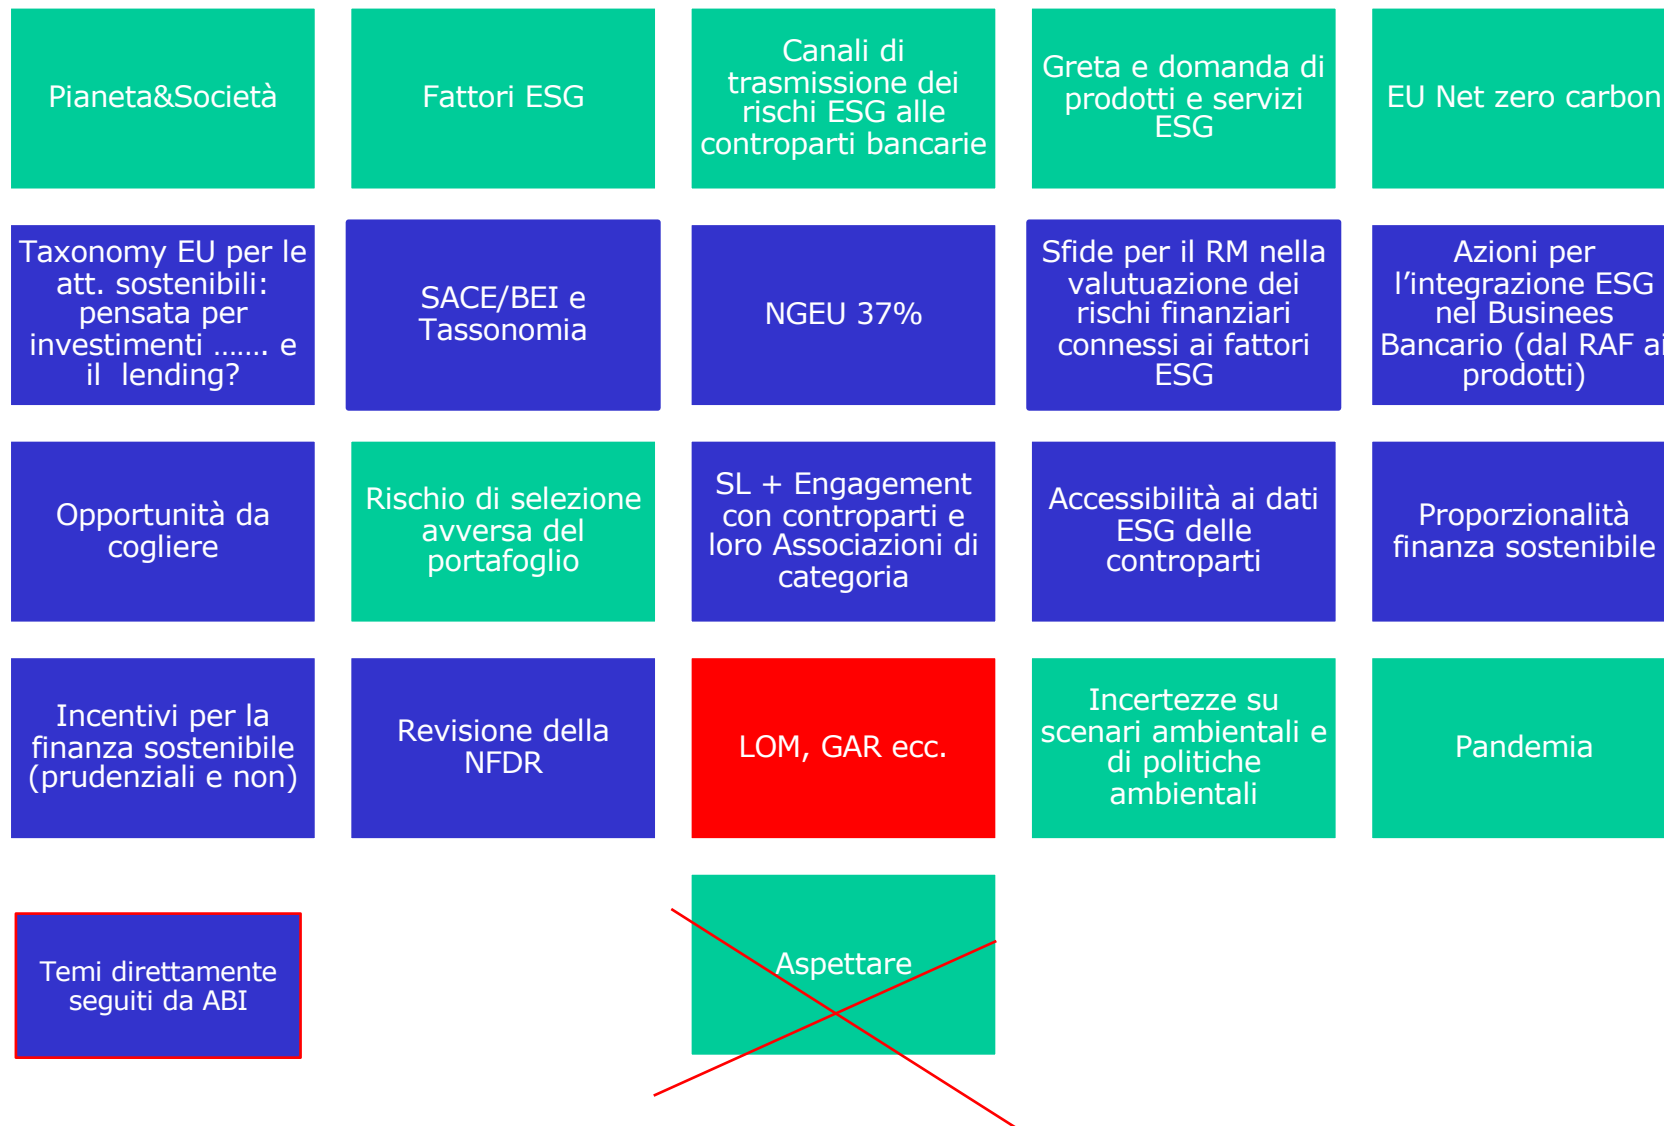 Pianeta&Società
Fattori ESG
Canali di
trasmissione dei
rischi ESG alle
controparti bancarie
Greta e domanda di
prodotti e servizi
ESG
EU Net zero carbon
Taxonomy EU per le
att. sostenibili:
pensata per
investimenti ....... e
il lending?
SACE/BEI e
Tassonomia
NGEU 37%
Sfide per il RM nella
valutuazione dei
rischi finanziari
connessi ai fattori
ESG
Azioni per
l'integrazione ESG
nel Businees
Bancario (dal RAF ai
prodotti)
Opportunità da
cogliere
Rischio di selezione
avversa del
portafoglio
SL + Engagement
con controparti e
loro Associazioni di
categoria
Accessibilità ai dati
ESG delle
controparti
Proporzionalità
finanza sostenibile
Incentivi per la
finanza sostenibile
(prudenziali e non)
Revisione della
NFDR
LOM, GAR ecc.
Incertezze su
scenari ambientali e
di politiche
ambientali
Pandemia
Temi direttamente
seguiti da ABI
Aspettare